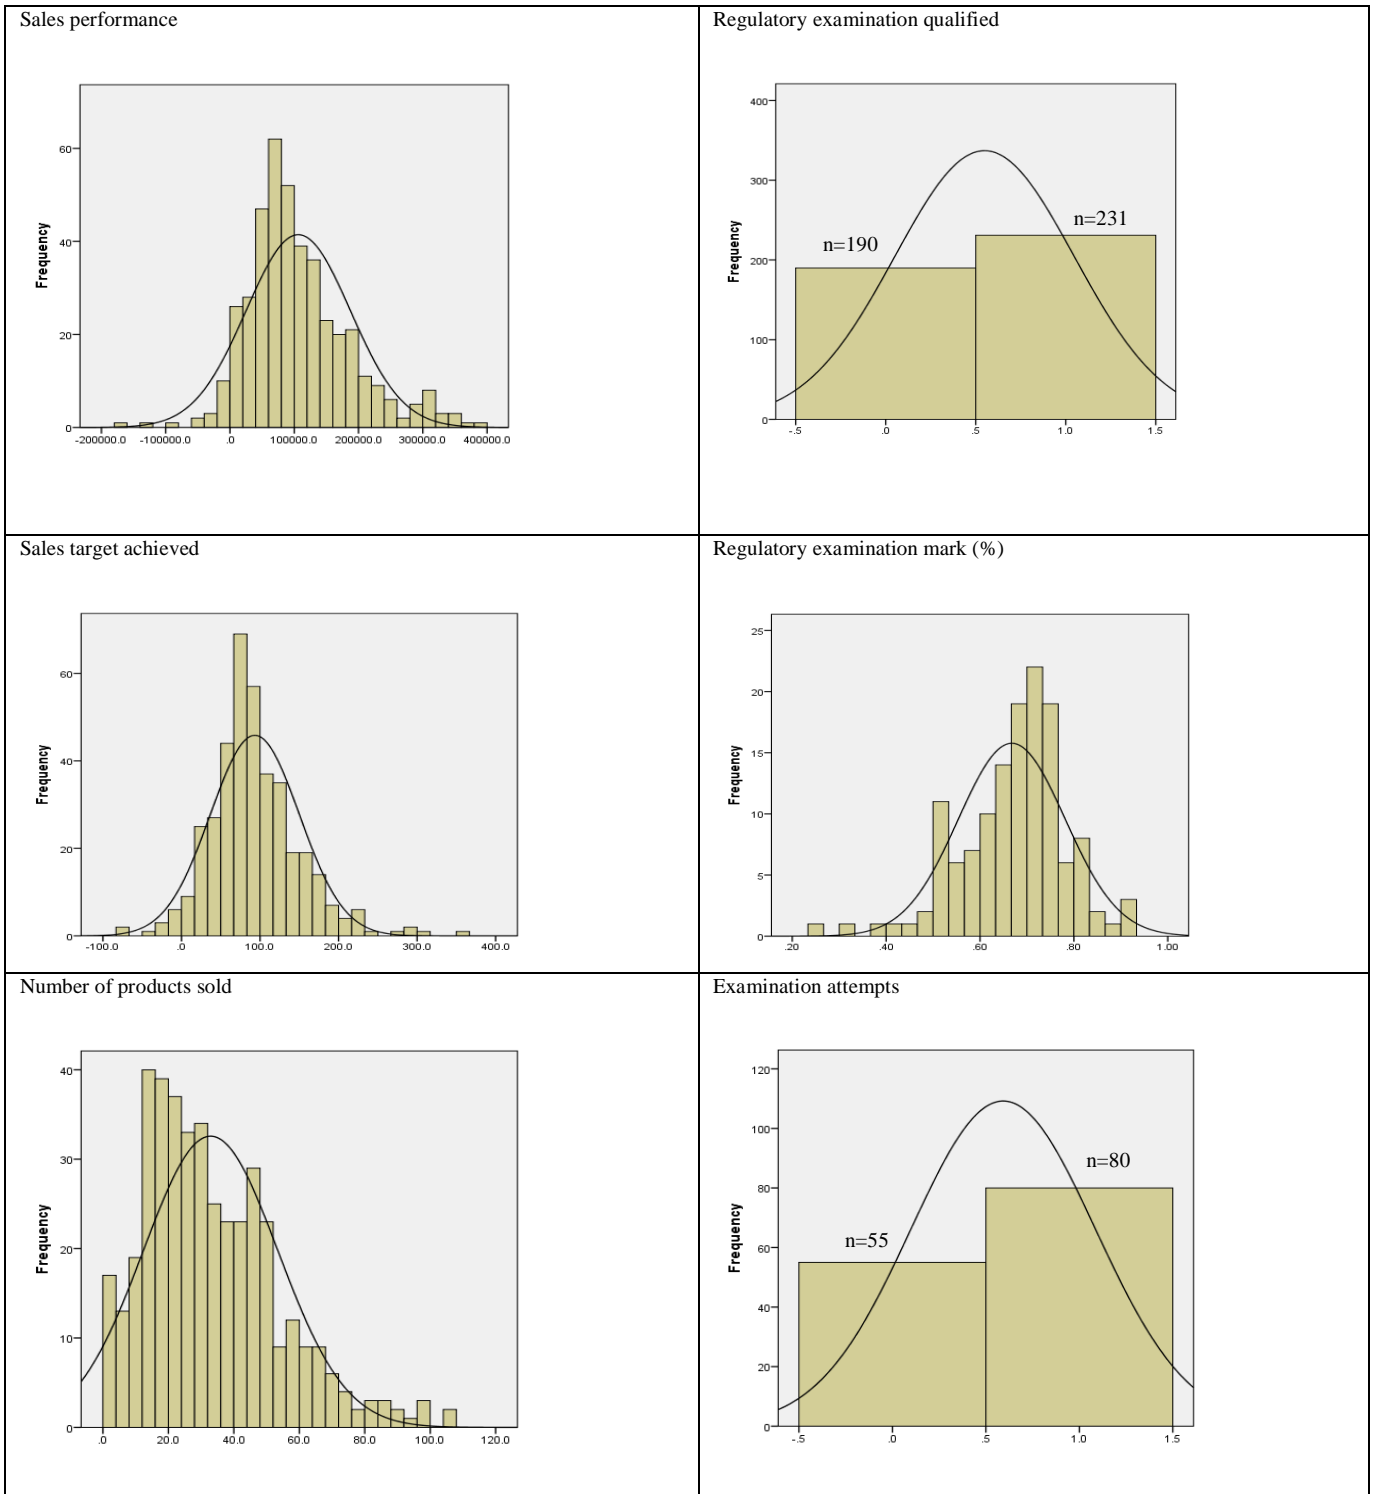 Sales performance
Frequency
60
40
20
0
-200000.0 -100000.0 .0 100000.0 200000.0 300000.0 400000.0
Regulatory examination qualified
Frequency
400
300
200
100
0
n=190
n=231
-.5 .0 .5 1.0 1.5
Sales target achieved
Frequency
60
40
20
0
-100.0 .0 100.0 200.0 300.0 400.0
Regulatory examination mark (%)
Frequency
25
20
15
10
5
0
.20 .40 .60 .80 1.00
Number of products sold
Frequency
40
30
20
10
0
.0 20.0 40.0 60.0 80.0 100.0 120.0
Examination attempts
Frequency
120
100
80
60
40
20
0
n=55
n=80
-.5 .0 .5 1.0 1.5